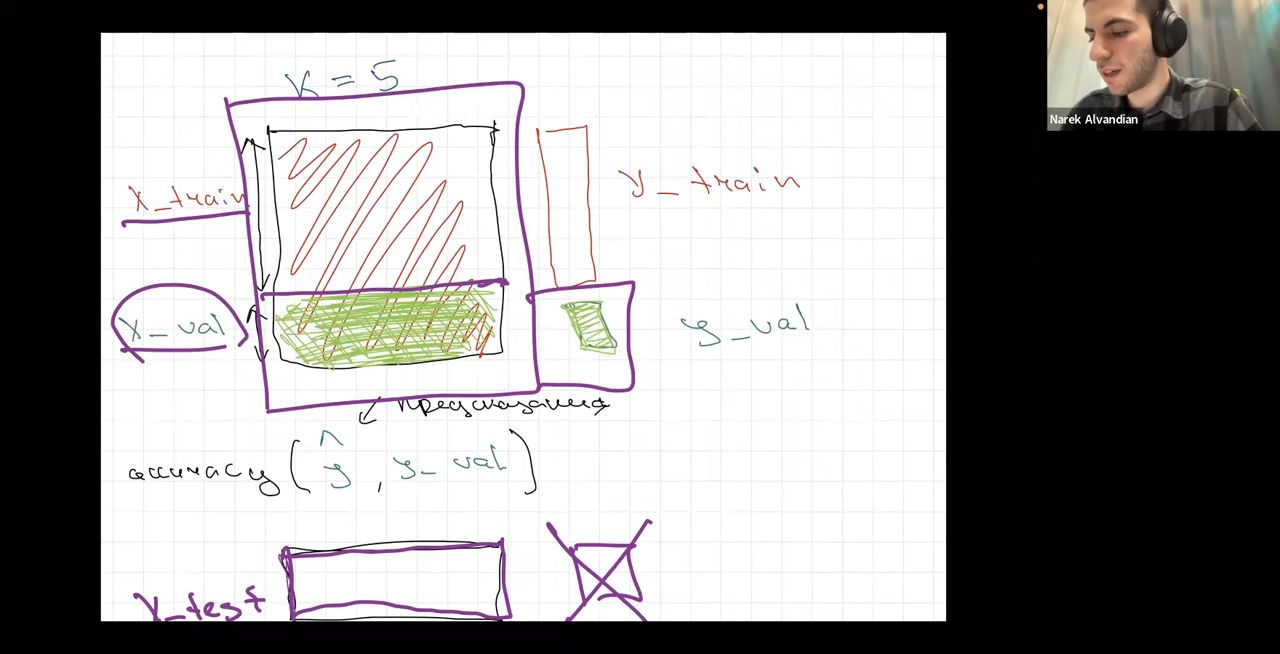 K = 5
Narek Alvandian
X_train
y_train
X_val
y_val
предсказания
accuracy ( ŷ , y_val )
X_test